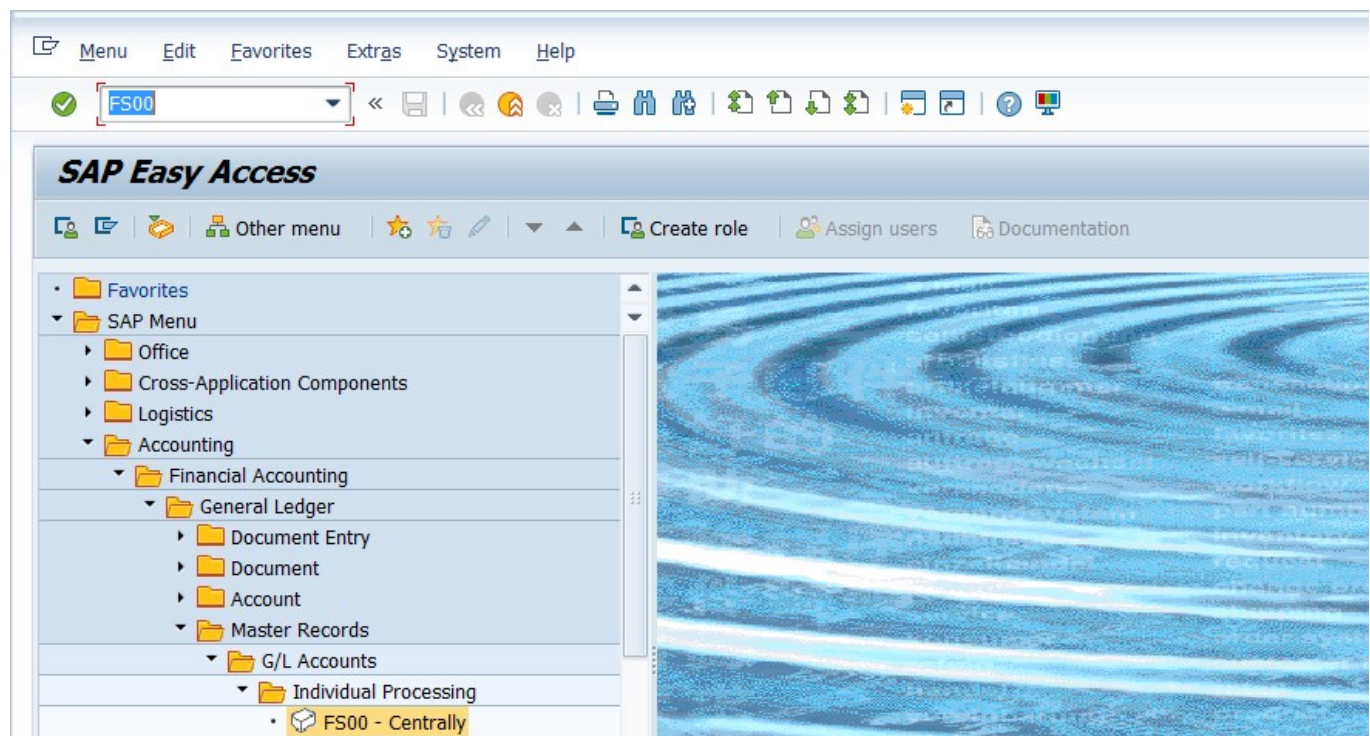 Menu Edit Favorites Extras System Help
FS00
SAP Easy Access
Other menu Create role Assign users Documentation
Favorites
SAP Menu
Office
Cross-Application Components
Logistics
Accounting
Financial Accounting
General Ledger
Document Entry
Document
Account
Master Records
G/L Accounts
Individual Processing
FS00 - Centrally